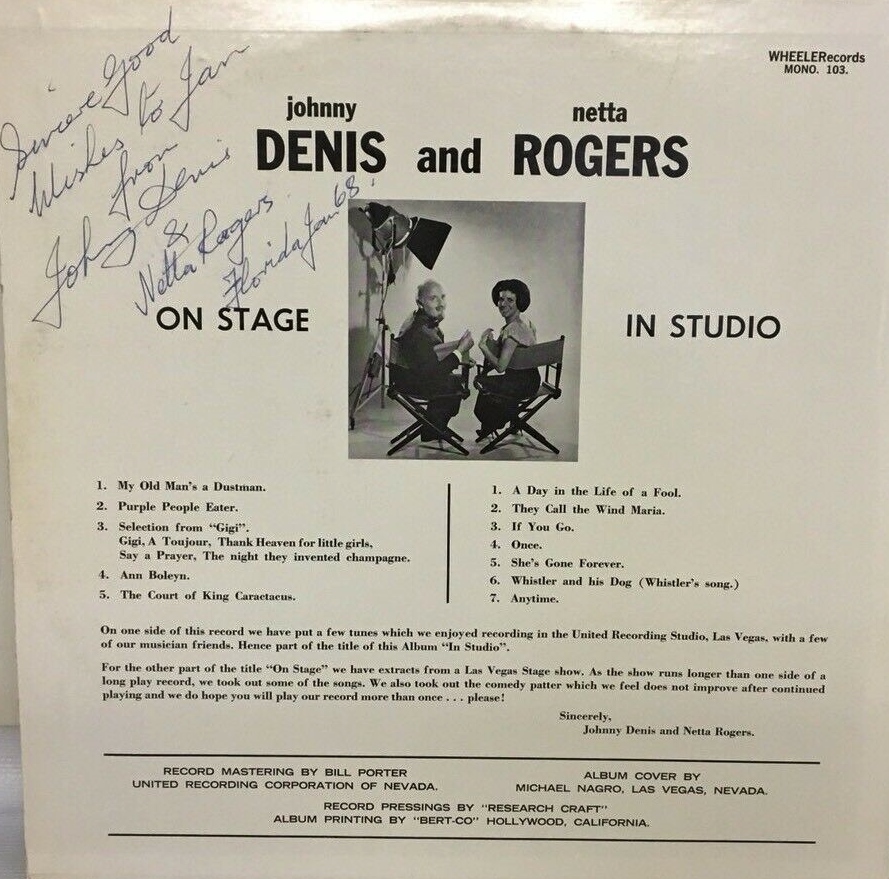 WHEELERecords
MONO. 103.
Sincere Good
Wishes to Jan
from
Johnny Denis
&
Netta Rogers.
Florida Jan 68.
johnny
DENIS and
netta
ROGERS
ON STAGE
IN STUDIO
1. My Old Man's a Dustman.
2. Purple People Eater.
3. Selection from “Gigi”.
Gigi, A Toujour, Thank Heaven for little girls,
Say a Prayer, The night they invented champagne.
4. Ann Boleyn.
5. The Court of King Caractacus.
1. A Day in the Life of a Fool.
2. They Call the Wind Maria.
3. If You Go.
4. Once.
5. She's Gone Forever.
6. Whistler and his Dog (Whistler's song.)
7. Anytime.
On one side of this record we have put a few tunes which we enjoyed recording in the United Recording Studio, Las Vegas, with a few
of our musician friends. Hence part of the title of this Album “In Studio”.
For the other part of the title “On Stage” we have extracts from a Las Vegas Stage show. As the show runs longer than one side of a
long play record, we took out some of the songs. We also took out the comedy patter which we feel does not improve after continued
playing and we do hope you will play our record more than once . . . please!
Sincerely,
Johnny Denis and Netta Rogers.
RECORD MASTERING BY BILL PORTER
UNITED RECORDING CORPORATION OF NEVADA.
ALBUM COVER BY
MICHAEL NAGRO, LAS VEGAS, NEVADA.
RECORD PRESSINGS BY "RESEARCH CRAFT"
ALBUM PRINTING BY "BERT-CO" HOLLYWOOD, CALIFORNIA.